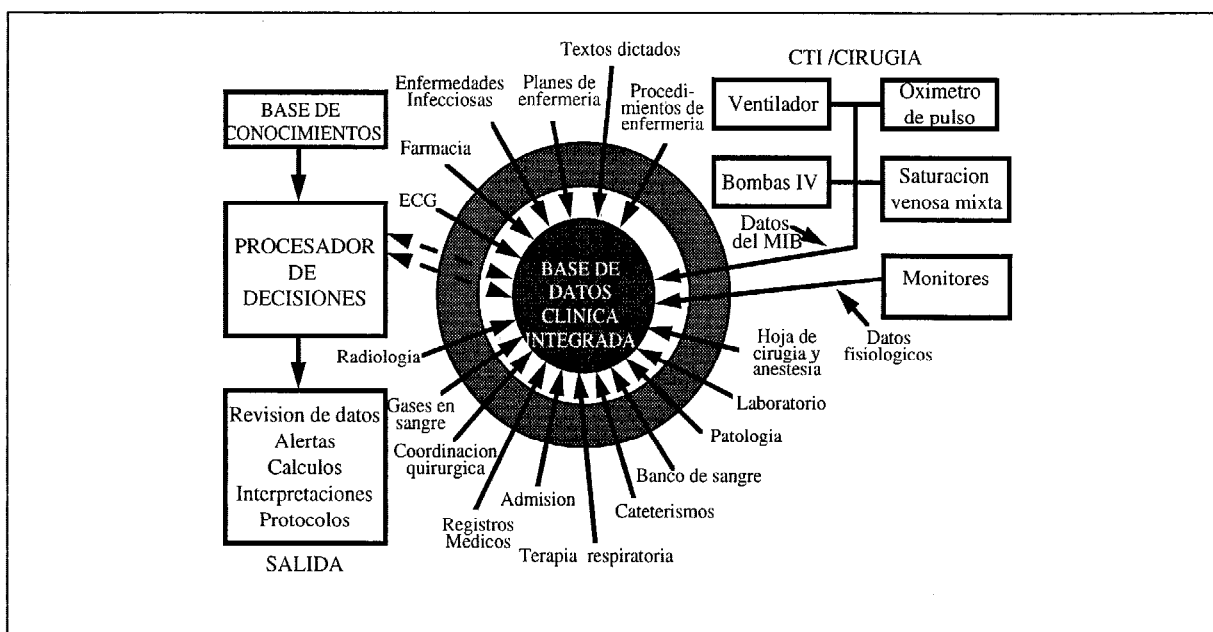 BASE DE
CONOCIMIENTOS
PROCESADOR
DE
DECISIONES
Revision de datos
Alertas
Calculos
Interpretaciones
Protocolos
SALIDA
Textos dictados
Enfermedades
Infecciosas
Planes de
enfermeria
Procedi-
mientos de
enfermeria
Farmacia
ECG
BASE DE
DATOS
CLINICA
INTEGRADA
Radiologia
Gases en
sangre
Coordinacion
quirurgica
Registros
Medicos
Admision
Terapia respiratoria
Cateterismos
Banco de sangre
Patologia
Laboratorio
Hoja de
cirugia y
anestesia
CTI /CIRUGIA
Ventilador
Oximetro
de pulso
Bombas IV
Saturacion
venosa mixta
Datos
del MIB
Monitores
Datos
fisiologicos